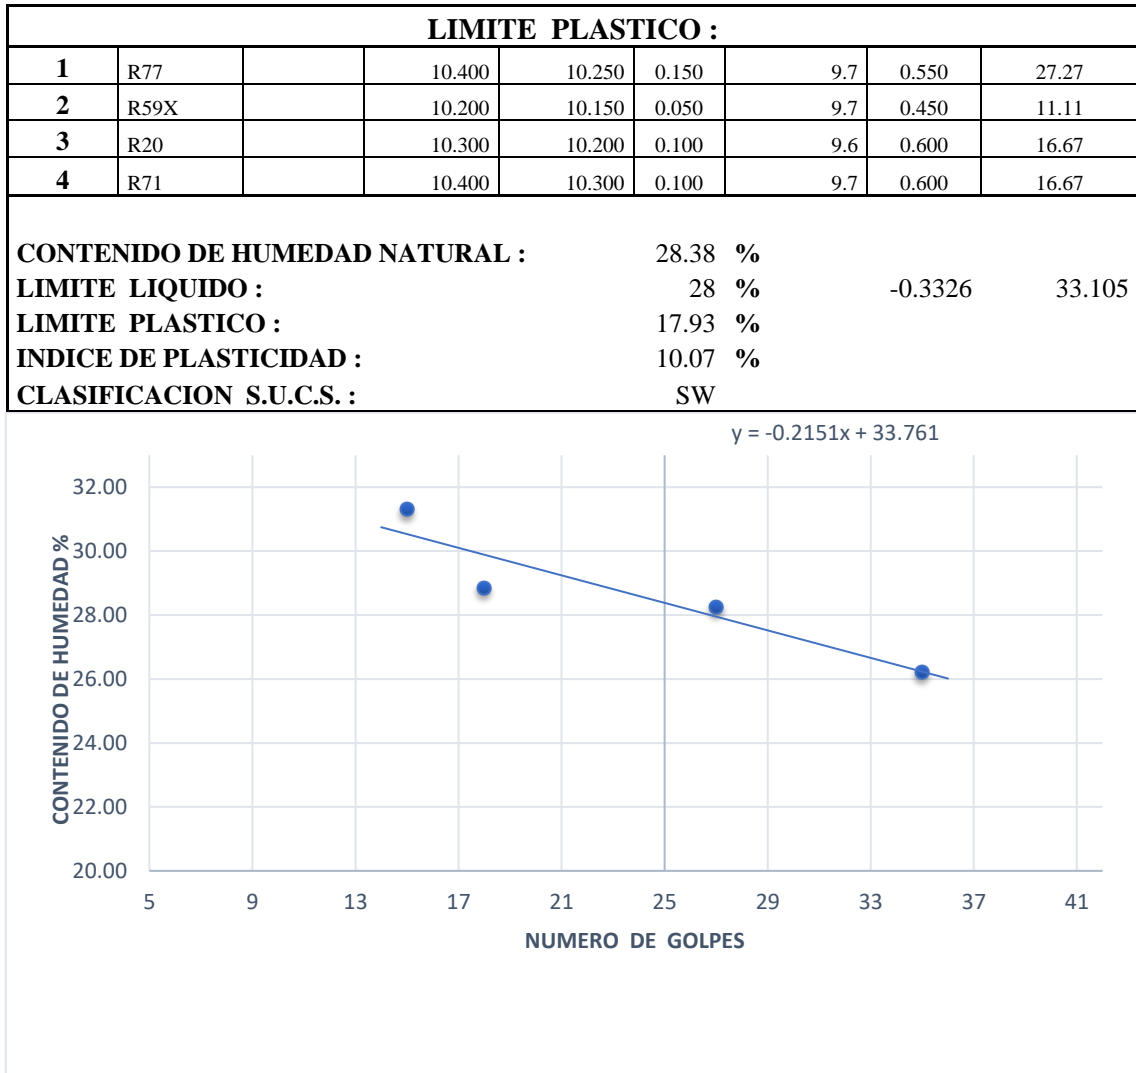 LIMITE PLASTICO :
1 R77 10.400 10.250 0.150 9.7 0.550 27.27
2 R59X 10.200 10.150 0.050 9.7 0.450 11.11
3 R20 10.300 10.200 0.100 9.6 0.600 16.67
4 R71 10.400 10.300 0.100 9.7 0.600 16.67
CONTENIDO DE HUMEDAD NATURAL : 28.38 %
LIMITE LIQUIDO : 28 % -0.3326 33.105
LIMITE PLASTICO : 17.93 %
INDICE DE PLASTICIDAD : 10.07 %
CLASIFICACION S.U.C.S. : SW
y = -0.2151x + 33.761
CONTENIDO DE HUMEDAD %
32.00
30.00
28.00
26.00
24.00
22.00
20.00
5 9 13 17 21 25 29 33 37 41
NUMERO DE GOLPES